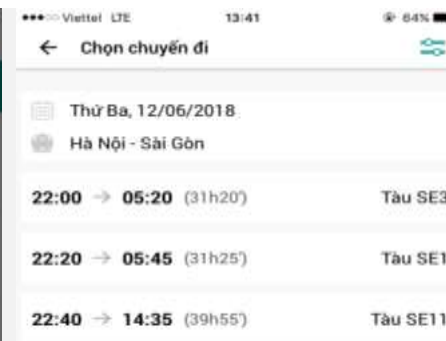 Viettel LTE 13:41 64%
Chọn chuyến đi
Thứ Ba, 12/06/2018
Hà Nội - Sài Gòn
22:00 → 05:20 (31h20') Tàu SE3
22:20 → 05:45 (31h25') Tàu SE1
22:40 → 14:35 (39h55') Tàu SE11